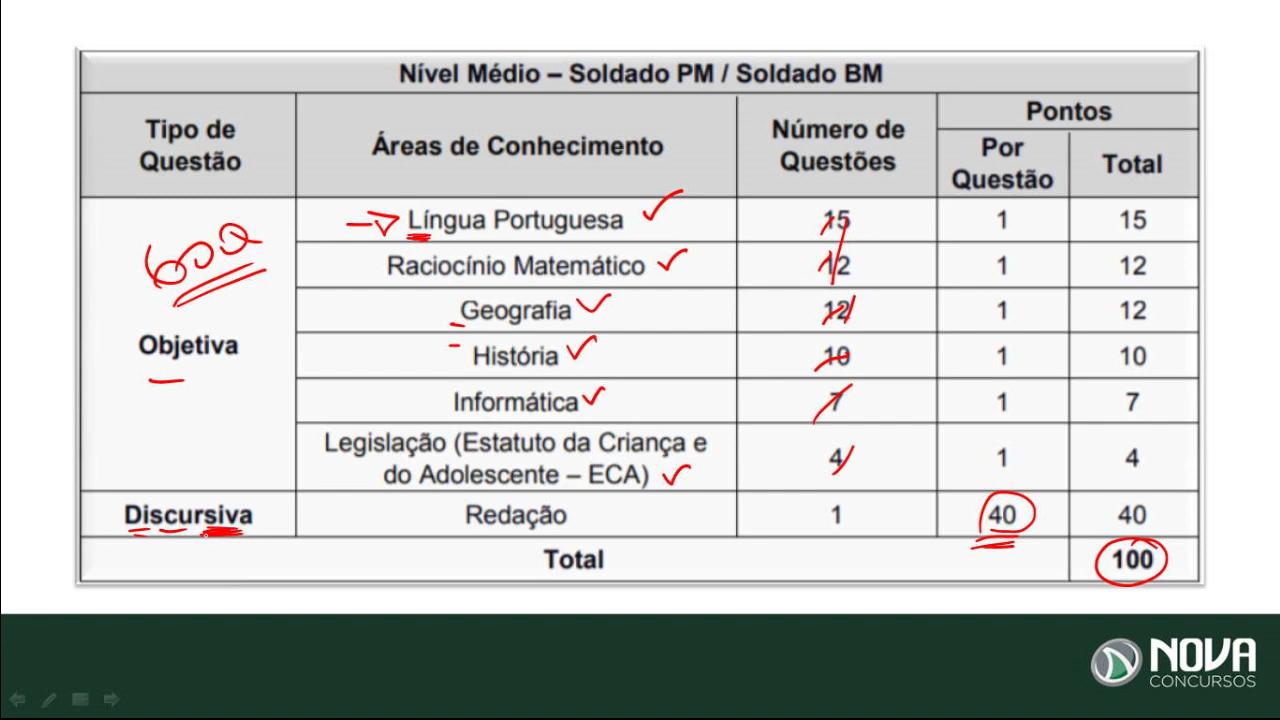 Nível Médio – Soldado PM / Soldado BM
Tipo de Questão Áreas de Conhecimento Número de Questões Pontos
Por Questão Total
Objetiva
60Q
Língua Portuguesa 15 1 15
Raciocínio Matemático 12 1 12
Geografia 12 1 12
História 10 1 10
Informática 7 1 7
Legislação (Estatuto da Criança e
do Adolescente – ECA) 4 1 4
Discursiva Redação 1 40 40
Total 100
NOVA
CONCURSOS